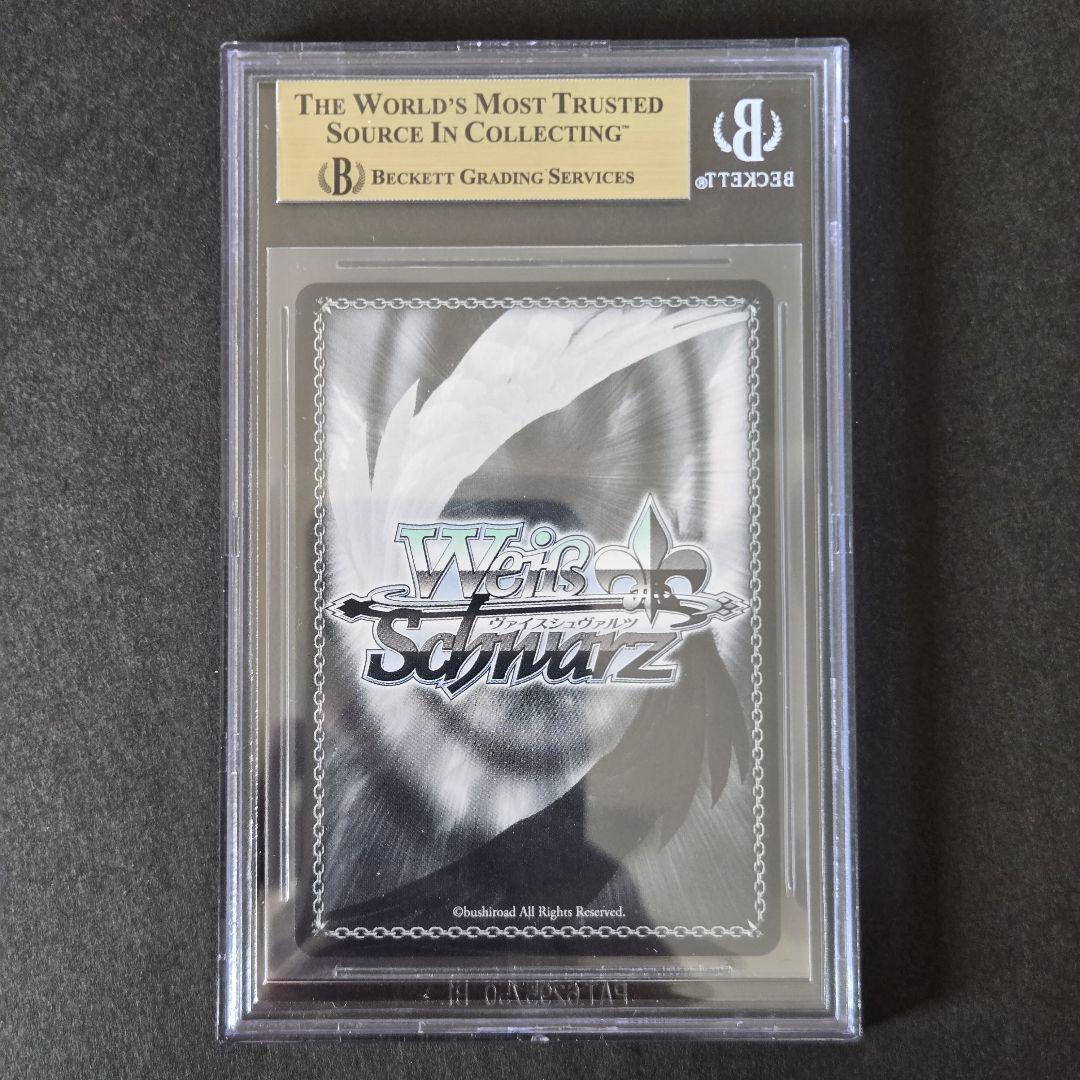 THE WORLD'S MOST TRUSTED
SOURCE IN COLLECTING™
B BECKETT GRADING SERVICES
B
BECKETT®
Weiß
ヴァイスシュヴァルツ
Schwarz
©bushiroad All Rights Reserved.